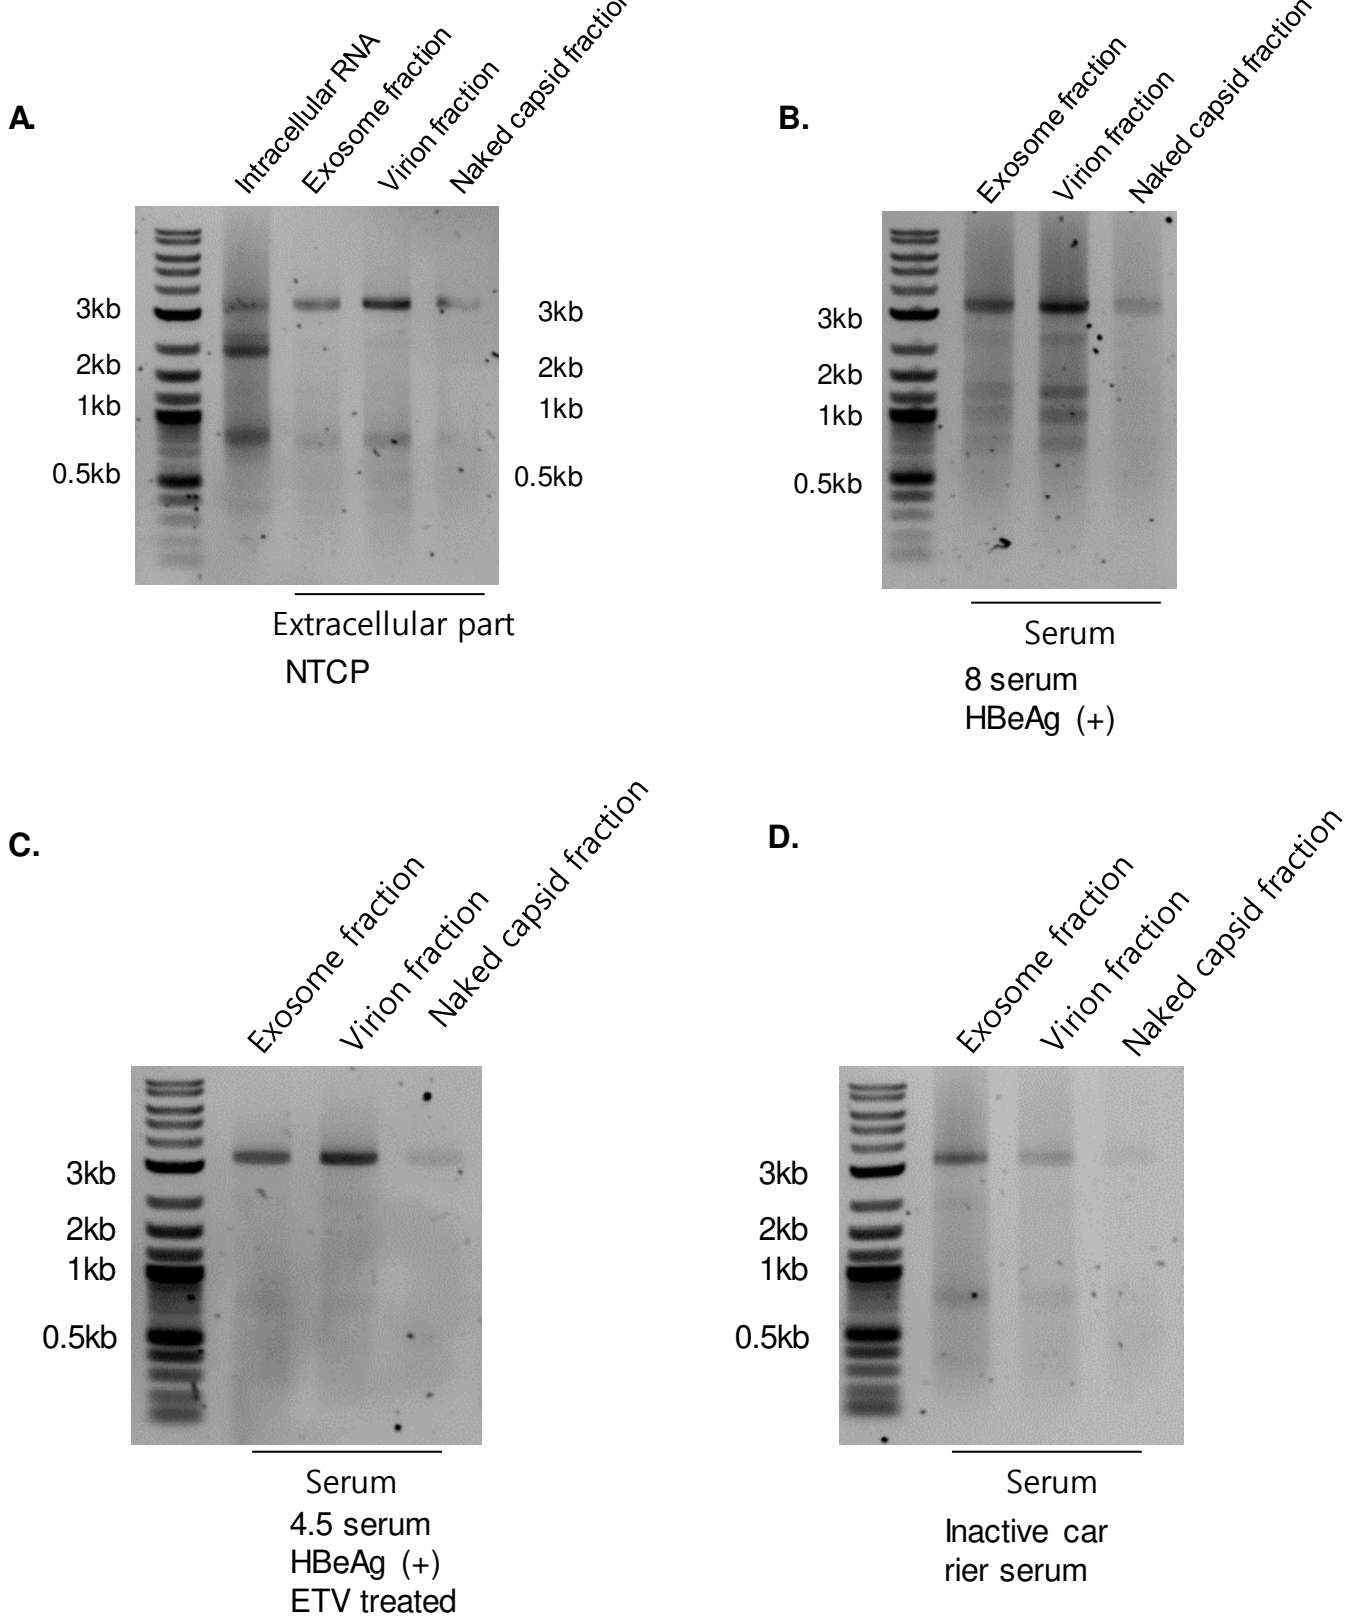 A.
Intracellular RNA
Exosome fraction
Virion fraction
Naked capsid fraction
3kb
2kb
1kb
0.5kb
3kb
2kb
1kb
0.5kb
Extracellular part
NTCP
B.
Exosome fraction
Virion fraction
Naked capsid fraction
3kb
2kb
1kb
0.5kb
Serum
8 serum
HBeAg (+)
C.
Exosome fraction
Virion fraction
Naked capsid fraction
3kb
2kb
1kb
0.5kb
Serum
4.5 serum
HBeAg (+)
ETV treated
D.
Exosome fraction
Virion fraction
Naked capsid fraction
3kb
2kb
1kb
0.5kb
Serum
Inactive car
rier serum